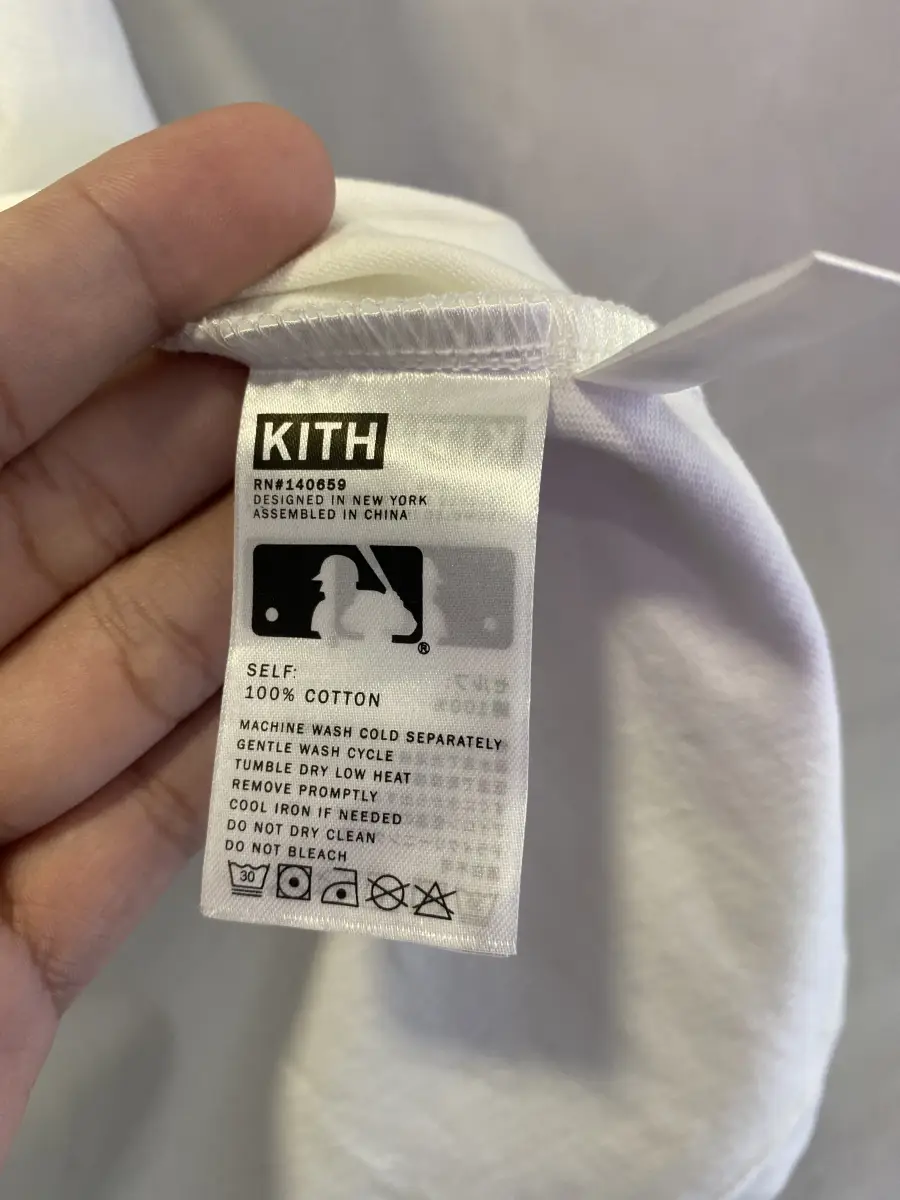 KITH
RN#140659
DESIGNED IN NEW YORK
ASSEMBLED IN CHINA
®
SELF:
100% COTTON
MACHINE WASH COLD SEPARATELY
GENTLE WASH CYCLE
TUMBLE DRY LOW HEAT
REMOVE PROMPTLY
COOL IRON IF NEEDED
DO NOT DRY CLEAN
DO NOT BLEACH
30